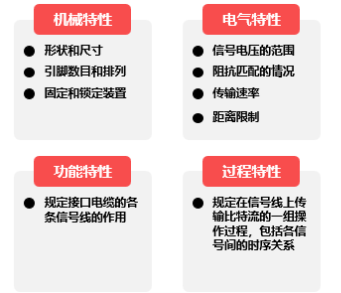 机械特性
形状和尺寸
引脚数目和排列
固定和锁定装置
电气特性
信号电压的范围
阻抗匹配的情况
传输速率
距离限制
功能特性
规定接口电缆的各
条信号线的作用
过程特性
规定在信号线上传
输比特流的一组操
作过程，包括各信
号间的时序关系